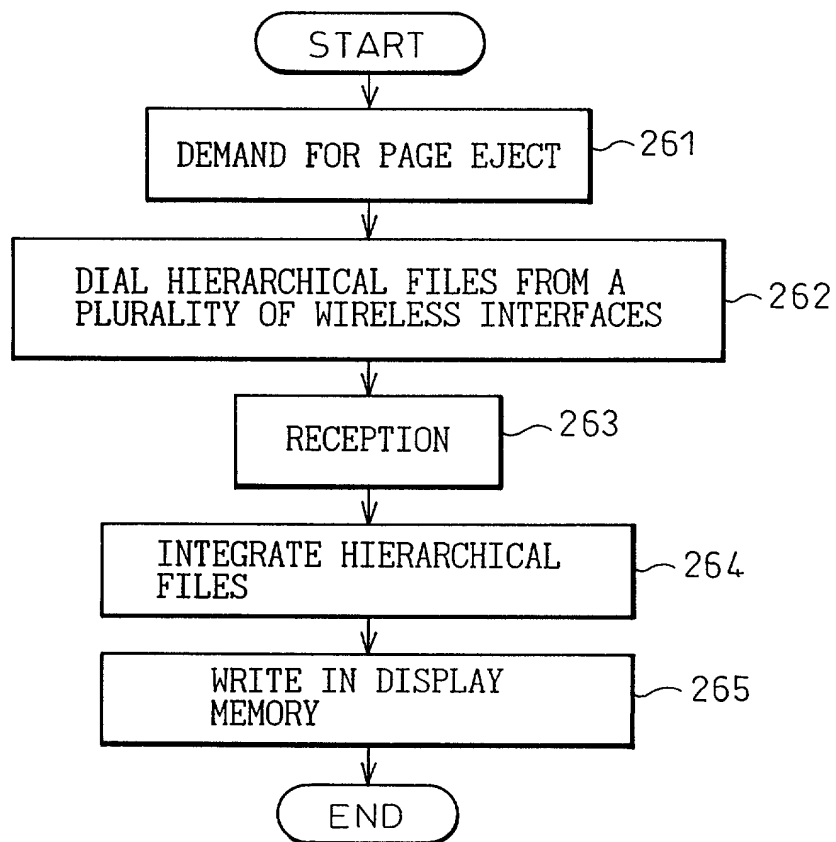 START
DEMAND FOR PAGE EJECT
261
DIAL HIERARCHICAL FILES FROM A
PLURALITY OF WIRELESS INTERFACES
262
RECEPTION
263
INTEGRATE HIERARCHICAL
FILES
264
WRITE IN DISPLAY
MEMORY
265
END